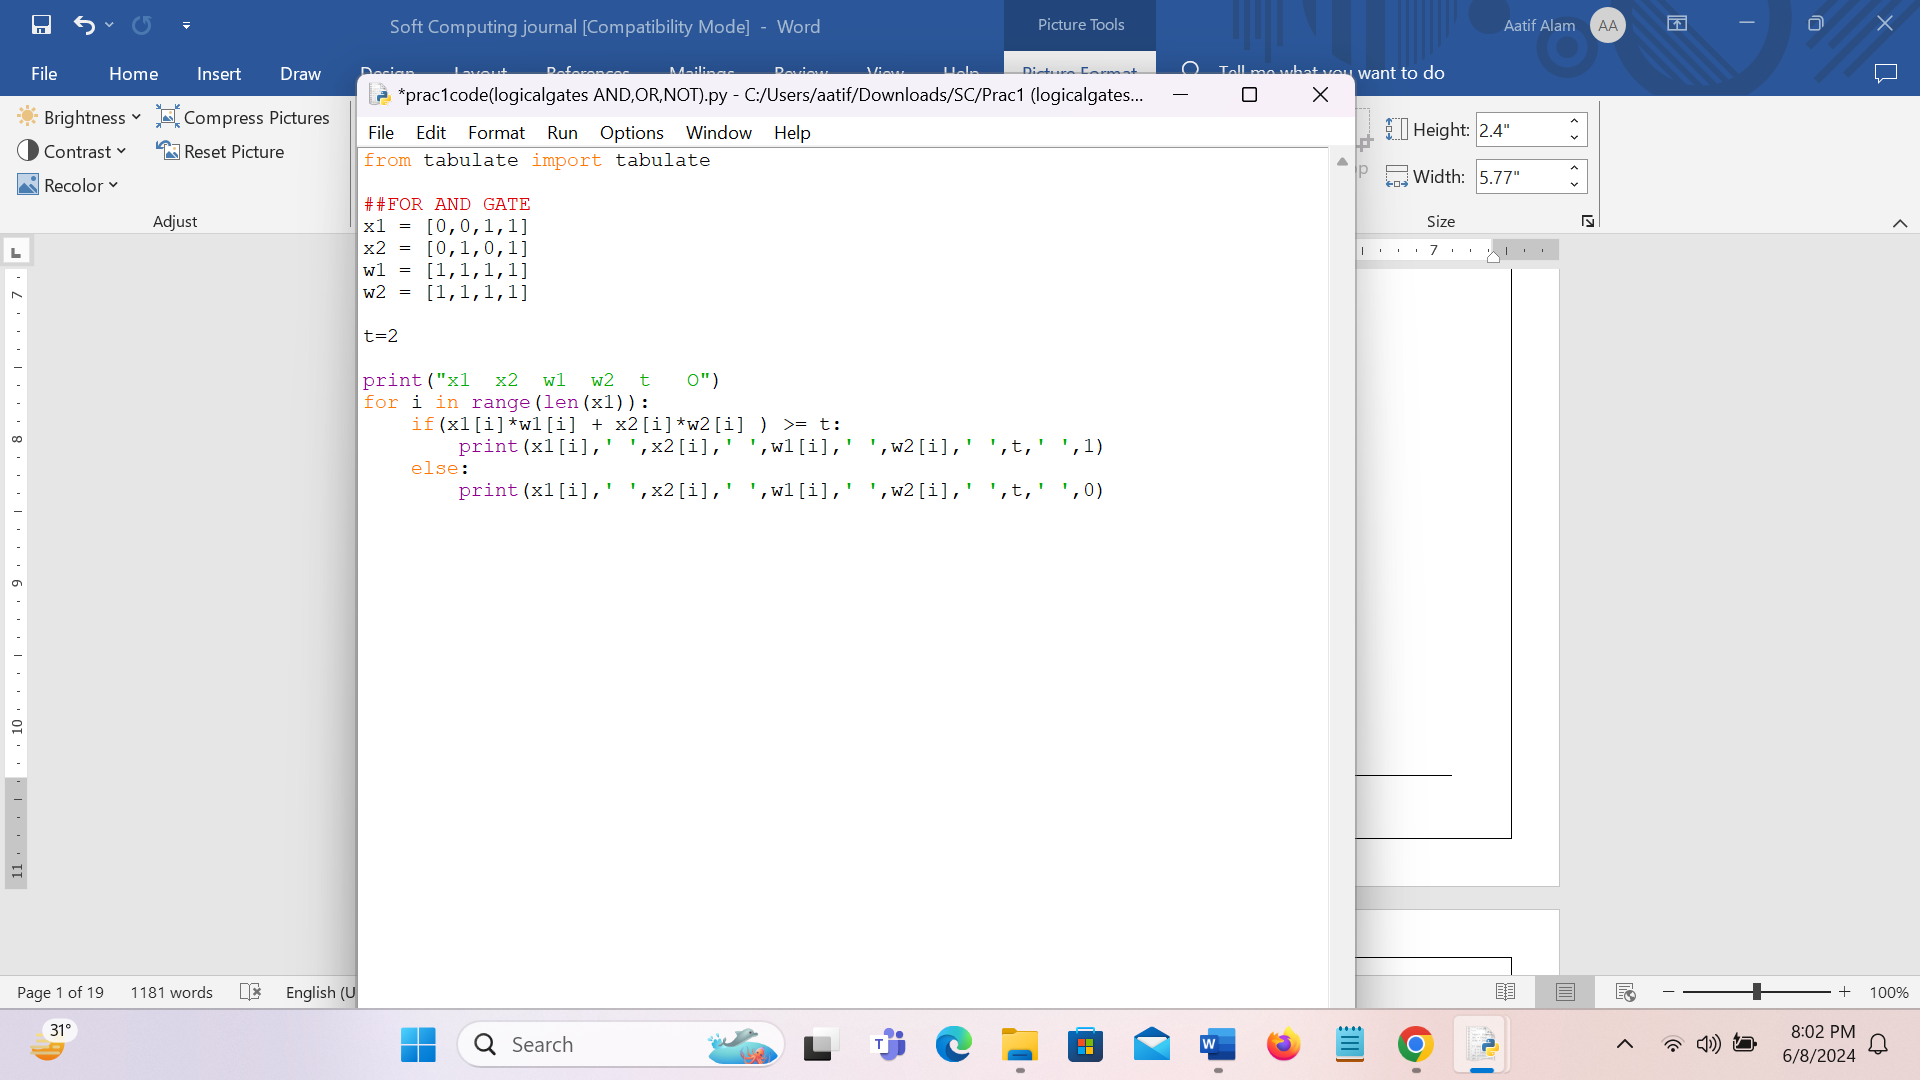 Soft Computing journal [Compatibility Mode] - Word
Picture Tools
Aatif Alam
AA
File
Home
Insert
Draw
Design
Layout
References
Mailings
Review
View
Help
Picture Format
Tell me what you want to do
Brightness
Compress Pictures
Contrast
Reset Picture
Recolor
Adjust
Height: 2.4"
Width: 5.77"
Size
*prac1code(logicalgates AND,OR,NOT).py - C:/Users/aatif/Downloads/SC/Prac1 (logicalgates...
File Edit Format Run Options Window Help
from tabulate import tabulate
##FOR AND GATE
x1 = [0,0,1,1]
x2 = [0,1,0,1]
w1 = [1,1,1,1]
w2 = [1,1,1,1]
t=2
print("x1  x2  w1  w2  t   O")
for i in range(len(x1)):
    if(x1[i]*w1[i] + x2[i]*w2[i] ) >= t:
        print(x1[i],' ',x2[i],' ',w1[i],' ',w2[i],' ',t,' ',1)
    else:
        print(x1[i],' ',x2[i],' ',w1[i],' ',w2[i],' ',t,' ',0)
7
7
8
9
10
11
Page 1 of 19
1181 words
English (U
100%
31°
Search
8:02 PM
6/8/2024